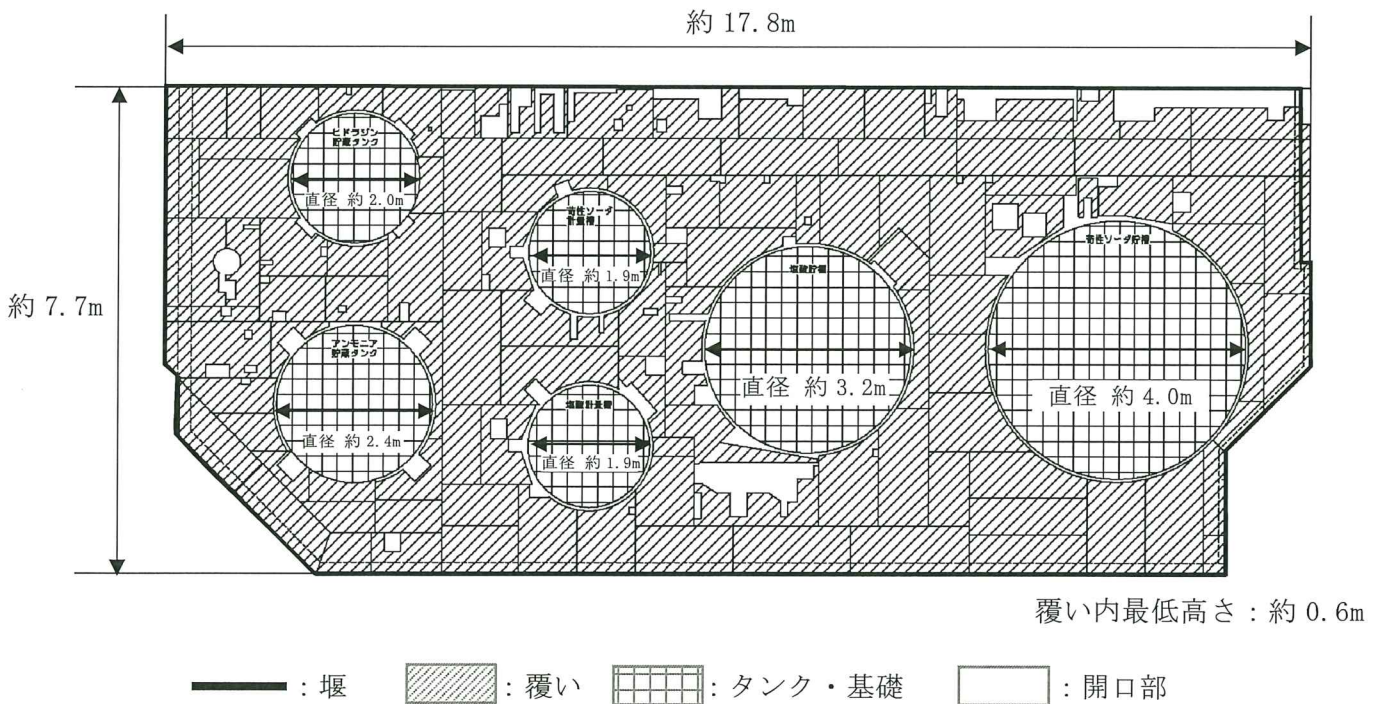 約 17.8m
約 7.7m
ヒドラジン
貯蔵タンク
直径 約 2.0m
苛性ソーダ
計量槽
直径 約 1.9m
塩酸貯槽
直径 約 3.2m
苛性ソーダ貯槽
直径 約 4.0m
アンモニア
貯蔵タンク
直径 約 2.4m
塩酸計量槽
直径 約 1.9m
覆い内最低高さ：約 0.6m
：堰
：覆い
：タンク・基礎
：開口部